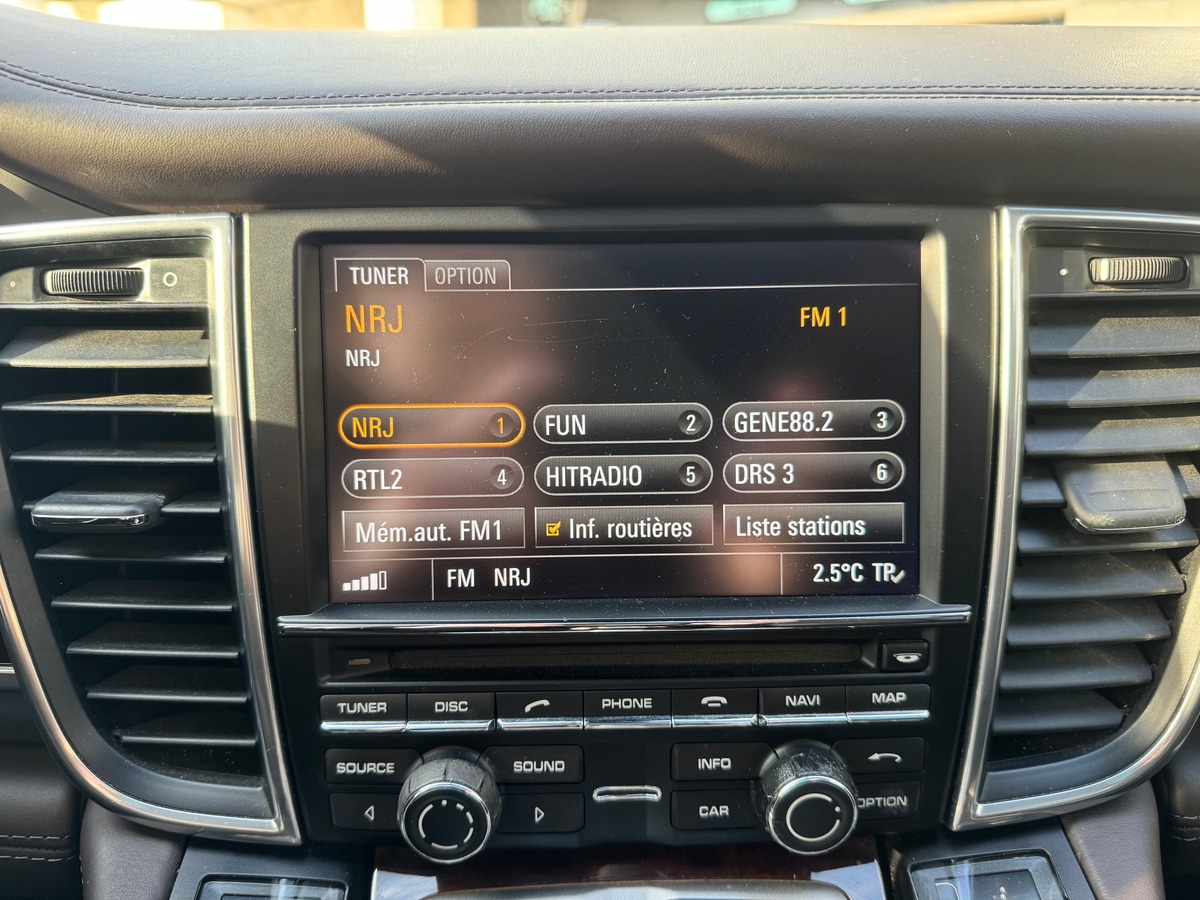 TUNER OPTION
NRJ FM 1
NRJ
NRJ 1 FUN 2 GENE88.2 3
RTL2 4 HITRADIO 5 DRS 3 6
Mém.aut. FM1 Inf. routières Liste stations
FM NRJ 2.5°C TP
TUNER DISC PHONE NAVI MAP
SOURCE SOUND INFO
CAR OPTION